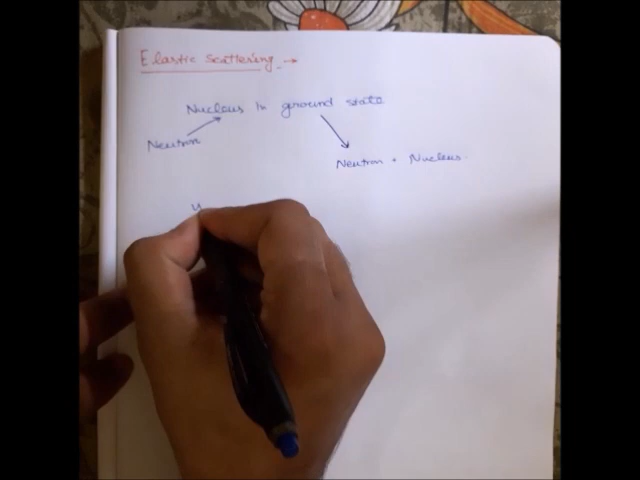 Elastic Scattering →
Nucleus in ground state
Neutron
Neutron + Nucleus